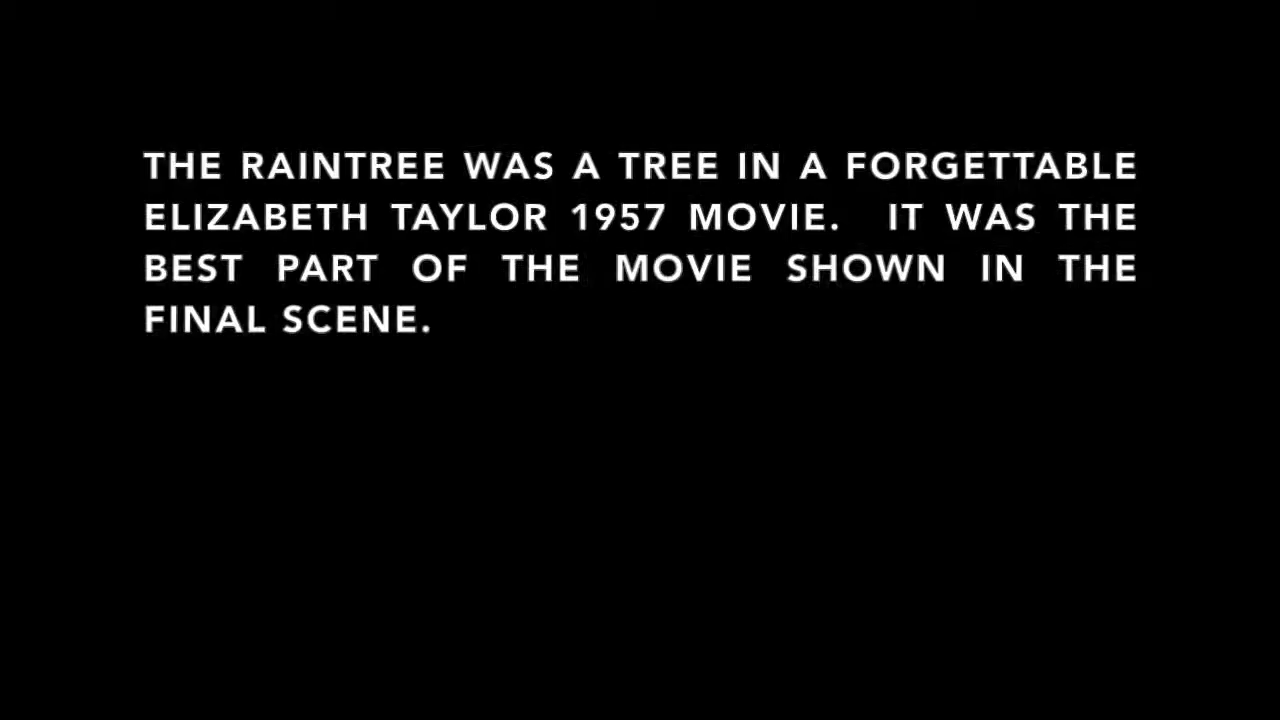 THE RAINTREE WAS A TREE IN A FORGETTABLE
ELIZABETH TAYLOR 1957 MOVIE. IT WAS THE
BEST PART OF THE MOVIE SHOWN IN THE
FINAL SCENE.